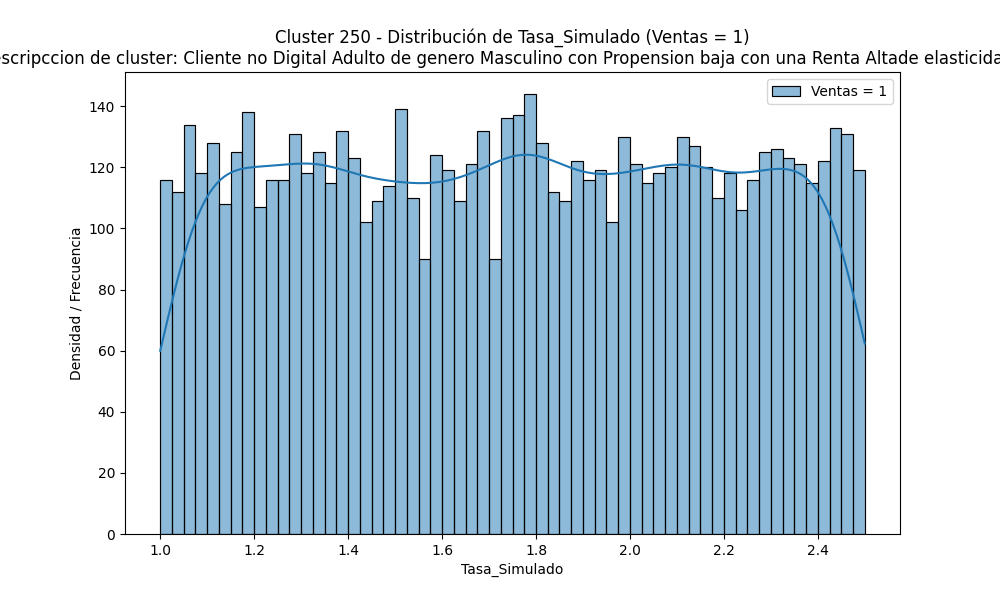 Cluster 250 - Distribución de Tasa_Simulado (Ventas = 1)
scripccion de cluster: Cliente no Digital Adulto de genero Masculino con Propension baja con una Renta Altade elasticida
Ventas = 1
140
120
100
80
60
40
20
0
Densidad / Frecuencia
1.0 1.2 1.4 1.6 1.8 2.0 2.2 2.4
Tasa_Simulado